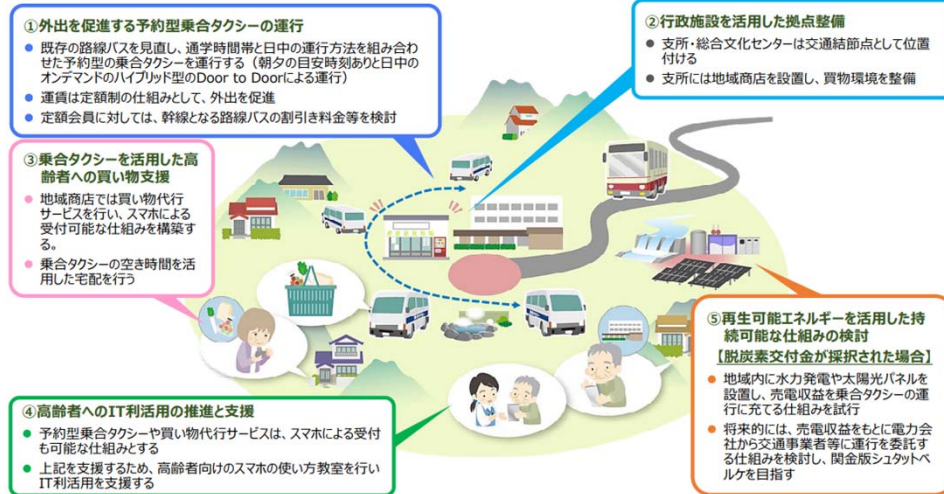 ①外出を促進する予約型乗合タクシーの運行
● 既存の路線バスを見直し、通学時間帯と日中の運行方法を組み合わ
せた予約型の乗合タクシーを運行する（朝夕の目安時刻ありと日中の
オンデマンドのハイブリッド型のDoor to Doorによる運行）
● 運賃は定額制の仕組みとして、外出を促進
● 定額会員に対しては、幹線となる路線バスの割引き料金等を検討
②行政施設を活用した拠点整備
● 支所・総合文化センターは交通結節点として位置
付ける
● 支所には地域商店を設置し、買物環境を整備
③乗合タクシーを活用した高
齢者への買い物支援
● 地域商店では買い物代行
サービスを行い、スマホによる
受付可能な仕組みを構築す
る。
● 乗合タクシーの空き時間を活
用した宅配を行う
④高齢者へのIT利活用の推進と支援
● 予約型乗合タクシーや買い物代行サービスは、スマホによる受付
も可能な仕組みとする
● 上記を支援するため、高齢者向けのスマホの使い方教室を行い
IT利活用を支援する
⑤再生可能エネルギーを活用した持
続可能な仕組みの検討
【脱炭素交付金が採択された場合】
● 地域内に水力発電や太陽光パネルを
設置し、売電収益を乗合タクシーの運
行に充てる仕組みを試行
● 将来的には、売電収益をもとに電力会
社から交通事業者等に運行を委託す
る仕組みを検討し、関金版シュタットベ
ルケを目指す